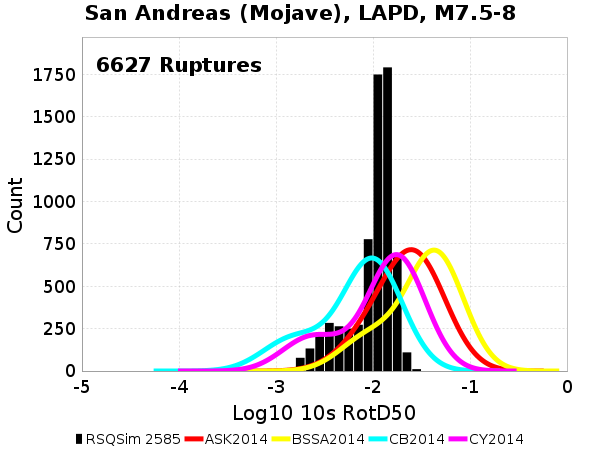 San Andreas (Mojave), LAPD, M7.5-8
6627 Ruptures
1750
1500
1250
1000
750
500
250
0
Count
-5 -4 -3 -2 -1 0
Log10 10s RotD50
RSQSim 2585 ASK2014 BSSA2014 CB2014 CY2014